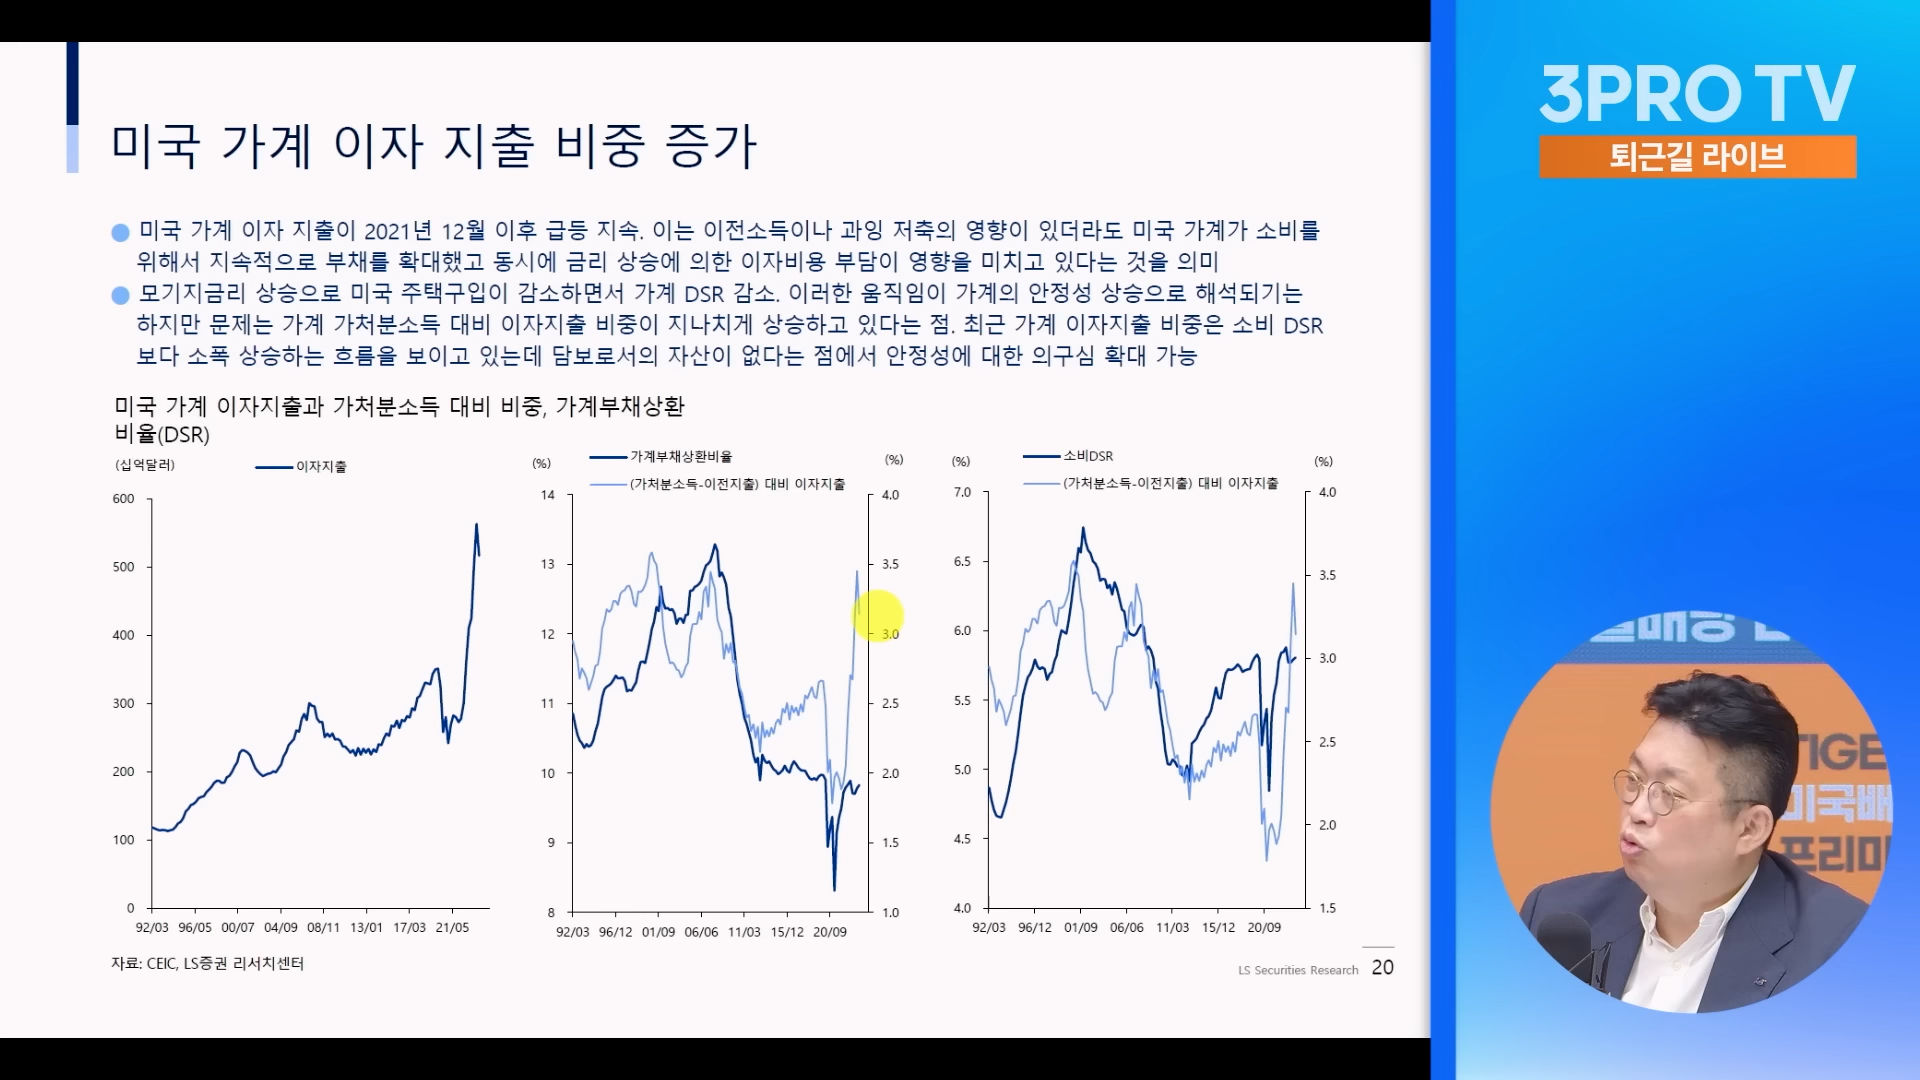 3PRO TV
퇴근길 라이브
미국 가계 이자 지출 비중 증가
미국 가계 이자 지출이 2021년 12월 이후 급등 지속. 이는 이전소득이나 과잉 저축의 영향이 있더라도 미국 가계가 소비를
위해서 지속적으로 부채를 확대했고 동시에 금리 상승에 의한 이자비용 부담이 영향을 미치고 있다는 것을 의미
모기지금리 상승으로 미국 주택구입이 감소하면서 가계 DSR 감소. 이러한 움직임이 가계의 안정성 상승으로 해석되기는
하지만 문제는 가계 가처분소득 대비 이자지출 비중이 지나치게 상승하고 있다는 점. 최근 가계 이자지출 비중은 소비 DSR
보다 소폭 상승하는 흐름을 보이고 있는데 담보로서의 자산이 없다는 점에서 안정성에 대한 의구심 확대 가능
미국 가계 이자지출과 가처분소득 대비 비중, 가계부채상환
비율(DSR)
(십억달러)
이자지출
600
500
400
300
200
100
0
92/03 96/05 00/07 04/09 08/11 13/01 17/03 21/05
(%)
가계부채상환비율
(%)
(가처분소득-이전지출) 대비 이자지출
14
13
12
11
10
9
8
4.0
3.5
3.0
2.5
2.0
1.5
1.0
92/03 96/12 01/09 06/06 11/03 15/12 20/09
(%)
소비DSR
(%)
(가처분소득-이전지출) 대비 이자지출
7.0
6.5
6.0
5.5
5.0
4.5
4.0
4.0
3.5
3.0
2.5
2.0
1.5
92/03 96/12 01/09 06/06 11/03 15/12 20/09
자료: CEIC, LS증권 리서치센터
LS Securities Research 20
TIGE
미국배
프리미